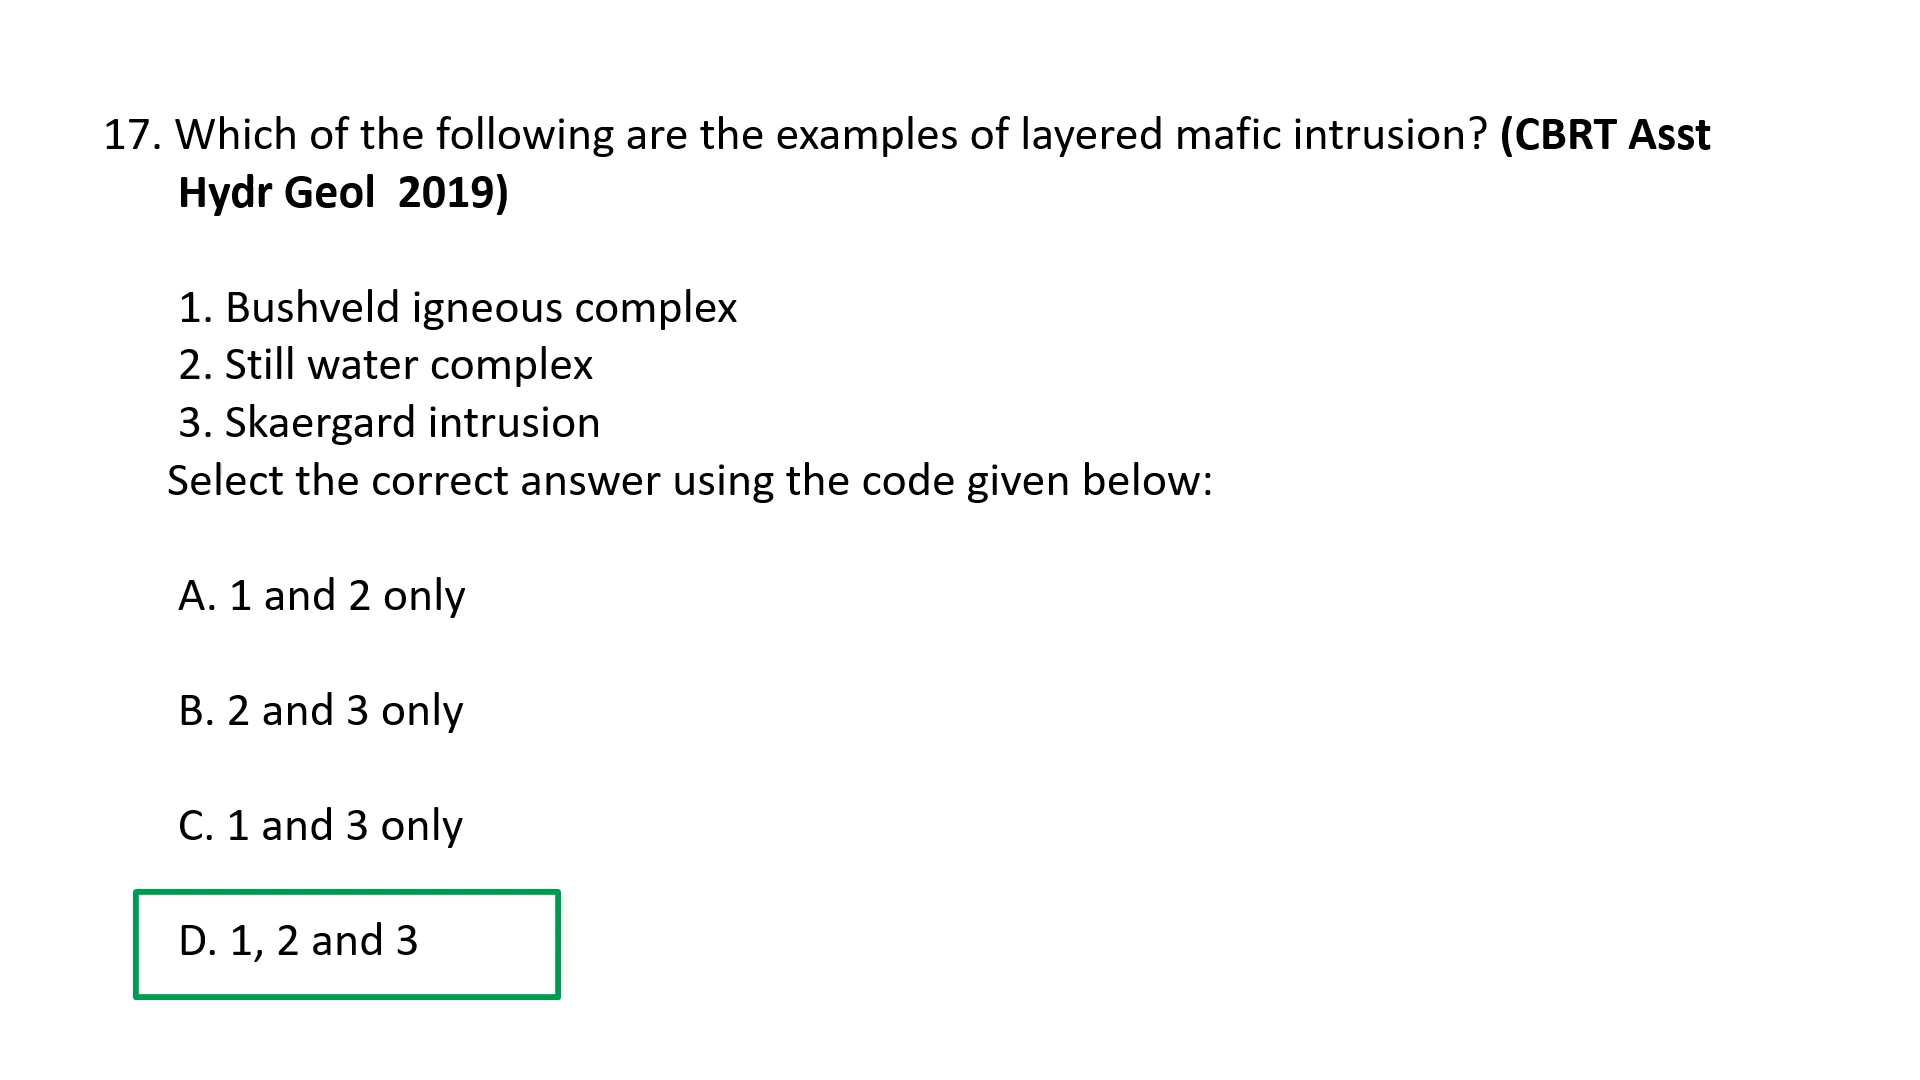 17. Which of the following are the examples of layered mafic intrusion? (CBRT Asst
Hydr Geol  2019)
1. Bushveld igneous complex
2. Still water complex
3. Skaergard intrusion
Select the correct answer using the code given below:
A. 1 and 2 only
B. 2 and 3 only
C. 1 and 3 only
D. 1, 2 and 3